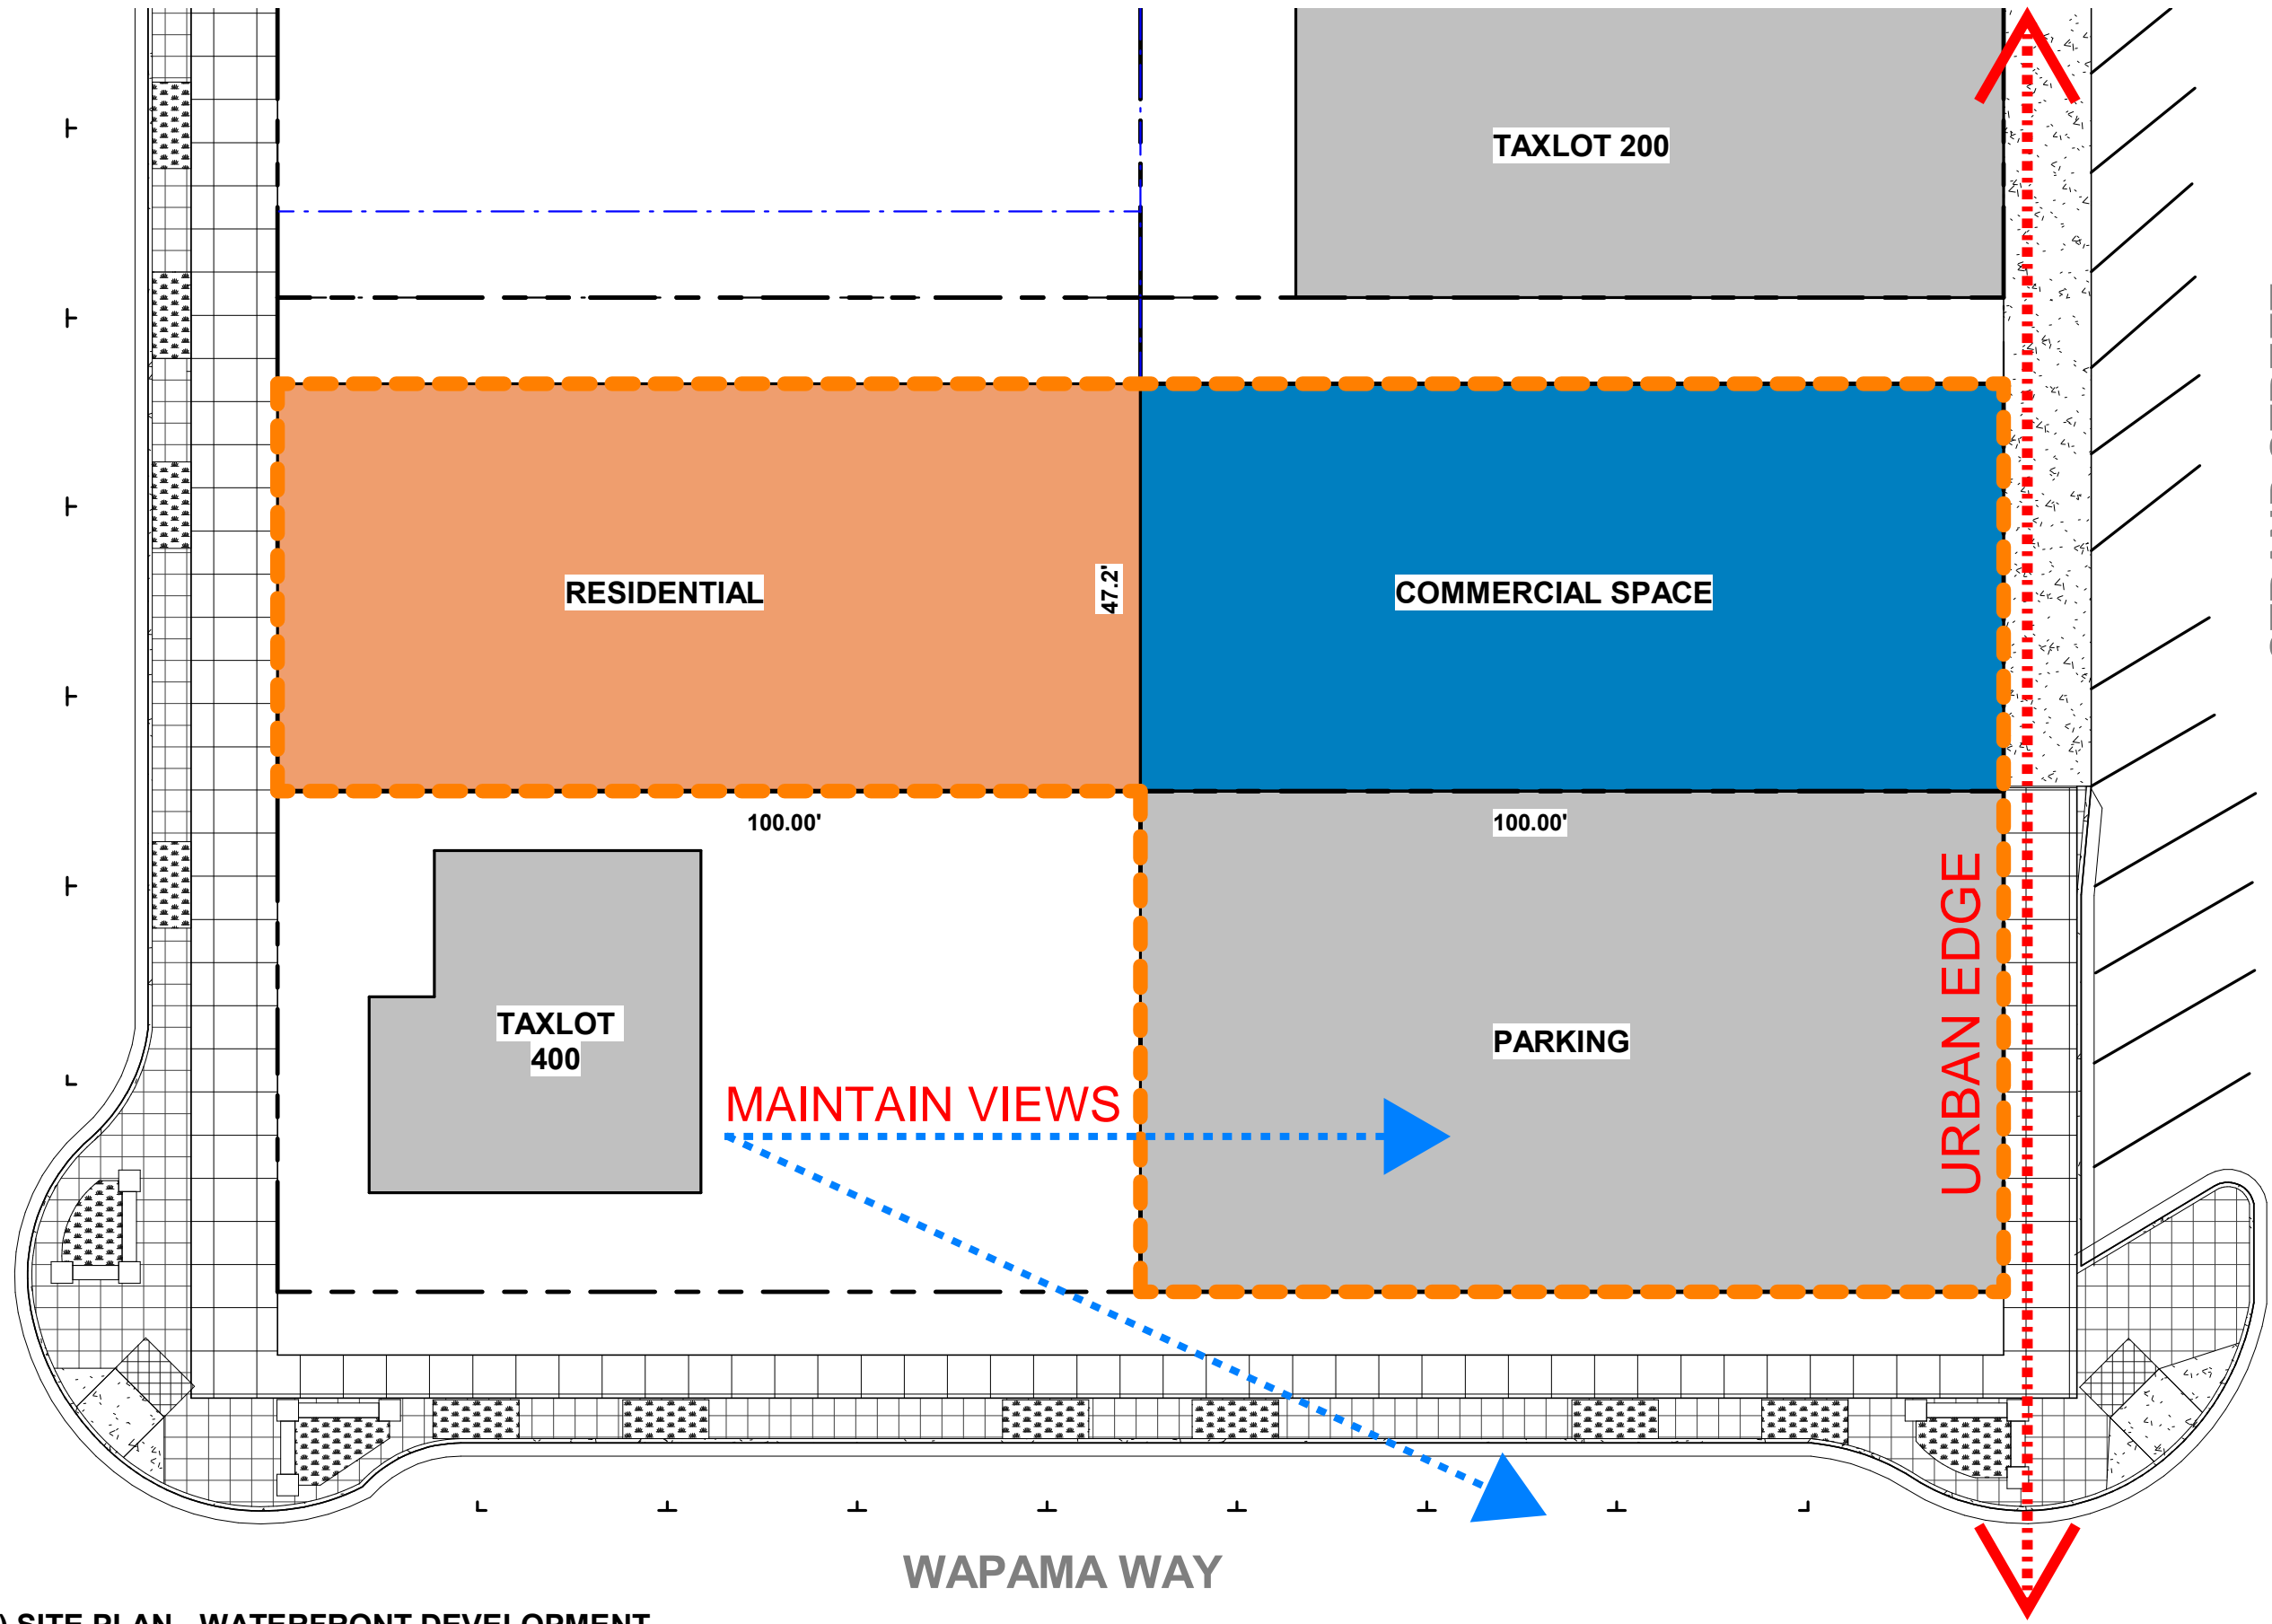 TAXLOT 200
RESIDENTIAL
47.2'
COMMERCIAL SPACE
100.00'
100.00'
TAXLOT
400
PARKING
MAINTAIN VIEWS
URBAN EDGE
WAPAMA WAY
SITE PLAN - WATERFRONT DEVELOPMENT